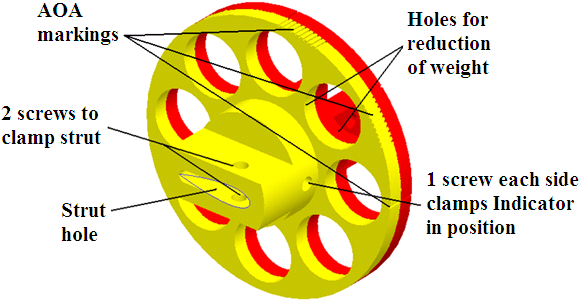 AOA
markings
Holes for
reduction
of weight
2 screws to
clamp strut
Strut
hole
1 screw each side
clamps Indicator
in position